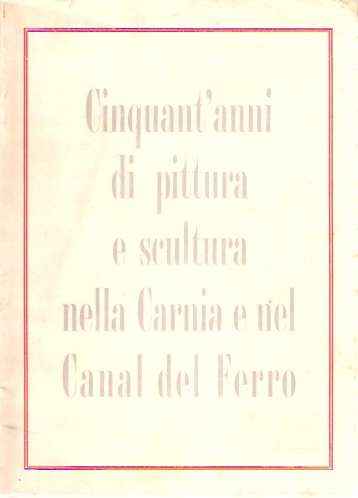 Cinquant'anni
di pittura
e scultura
nella Carnia e nel
Canal del Ferro